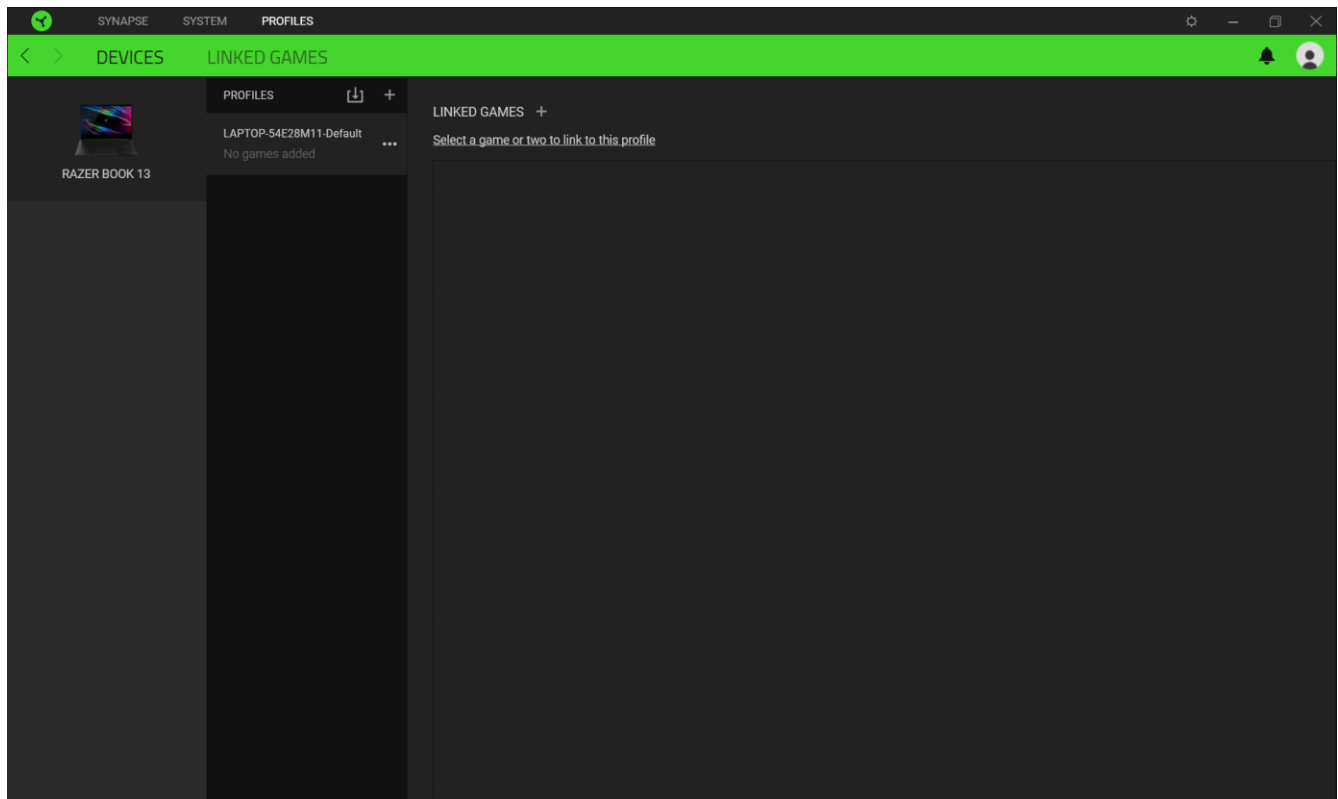 SYNAPSE SYSTEM PROFILES
DEVICES LINKED GAMES
RAZER BOOK 13
PROFILES
LAPTOP-54E28M11-Default
No games added
LINKED GAMES
Select a game or two to link to this profile